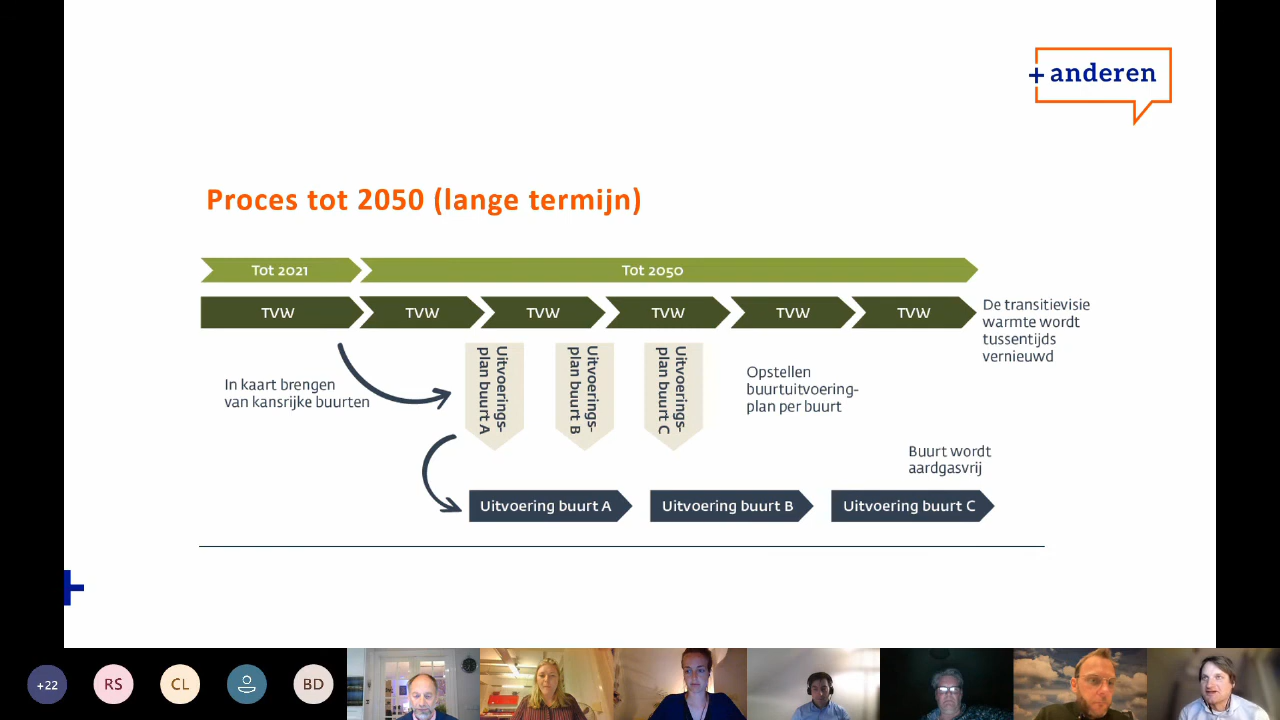 + anderen
Proces tot 2050 (lange termijn)
Tot 2021
Tot 2050
TVW
TVW
TVW
TVW
TVW
TVW
De transitievisie
warmte wordt
tussentijds
vernieuwd
In kaart brengen
van kansrijke buurten
Uitvoerings-
plan buurt A
Uitvoerings-
plan buurt B
Uitvoerings-
plan buurt C
Opstellen
buurtuitvoering-
plan per buurt
Buurt wordt
aardgasvrij
Uitvoering buurt A
Uitvoering buurt B
Uitvoering buurt C
+22
RS
CL
BD